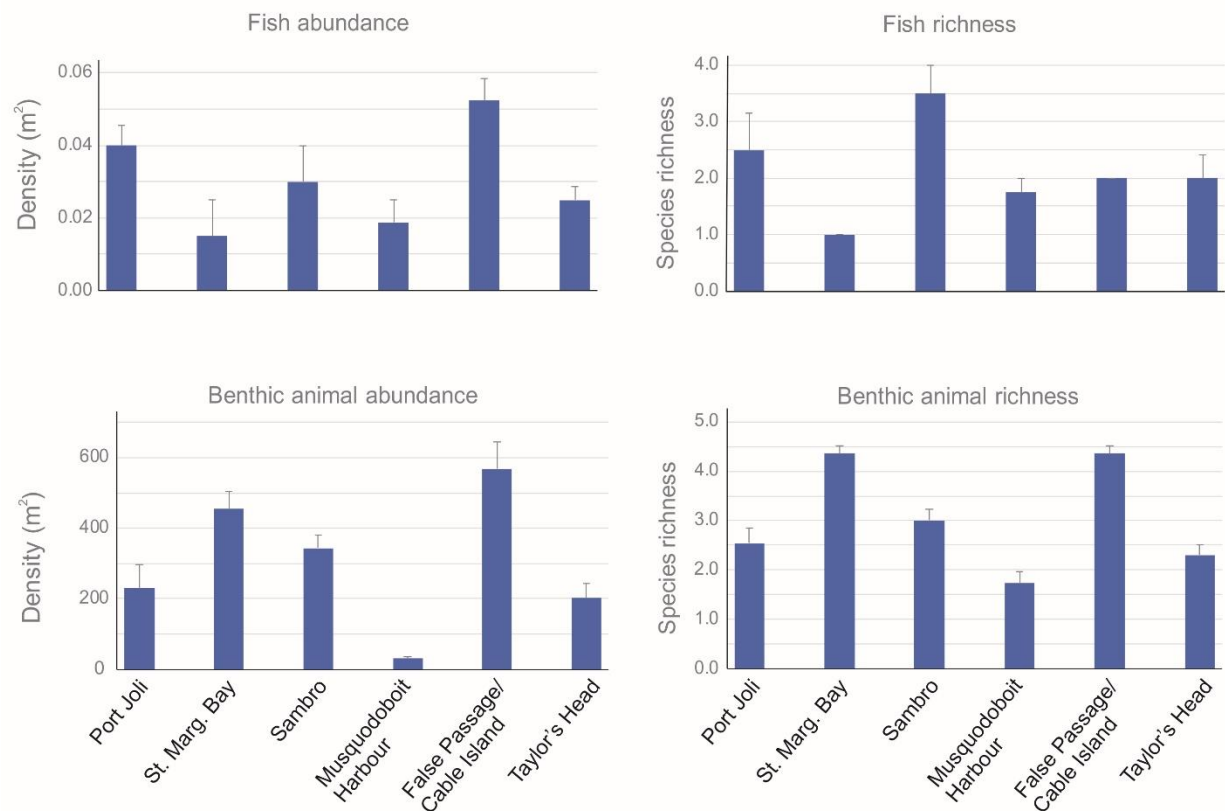 Fish abundance
Density (m²)
0.06
0.04
0.02
0.00
Fish richness
Species richness
4.0
3.0
2.0
1.0
0.0
Benthic animal abundance
Density (m²)
600
400
200
0
Port Joli
St. Marg. Bay
Sambro
Musquodoboit
Harbour
False Passage/
Cable Island
Taylor's Head
Benthic animal richness
Species richness
5.0
4.0
3.0
2.0
1.0
0.0
Port Joli
St. Marg. Bay
Sambro
Musquodoboit
Harbour
False Passage/
Cable Island
Taylor's Head